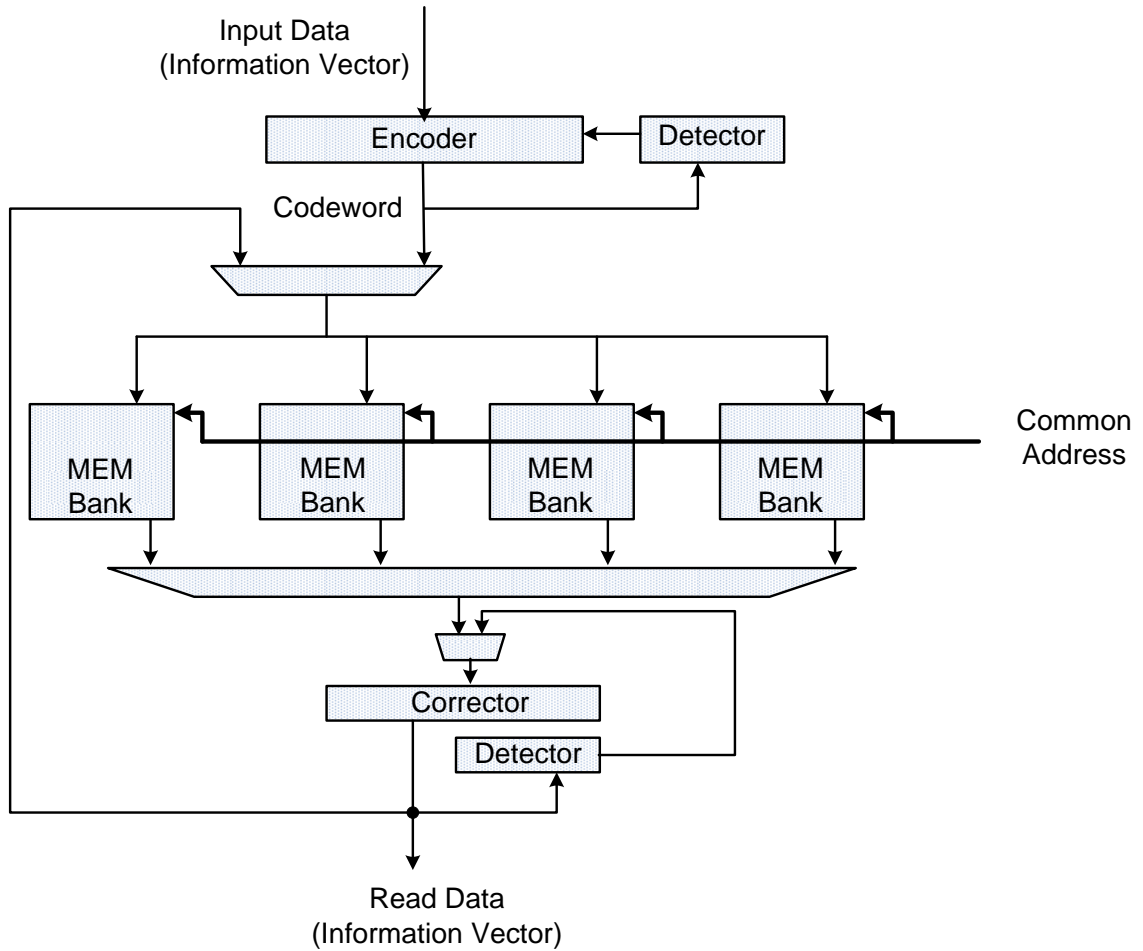 Input Data
(Information Vector)
Encoder
Detector
Codeword
MEM
Bank
MEM
Bank
MEM
Bank
MEM
Bank
Common
Address
Corrector
Detector
Read Data
(Information Vector)